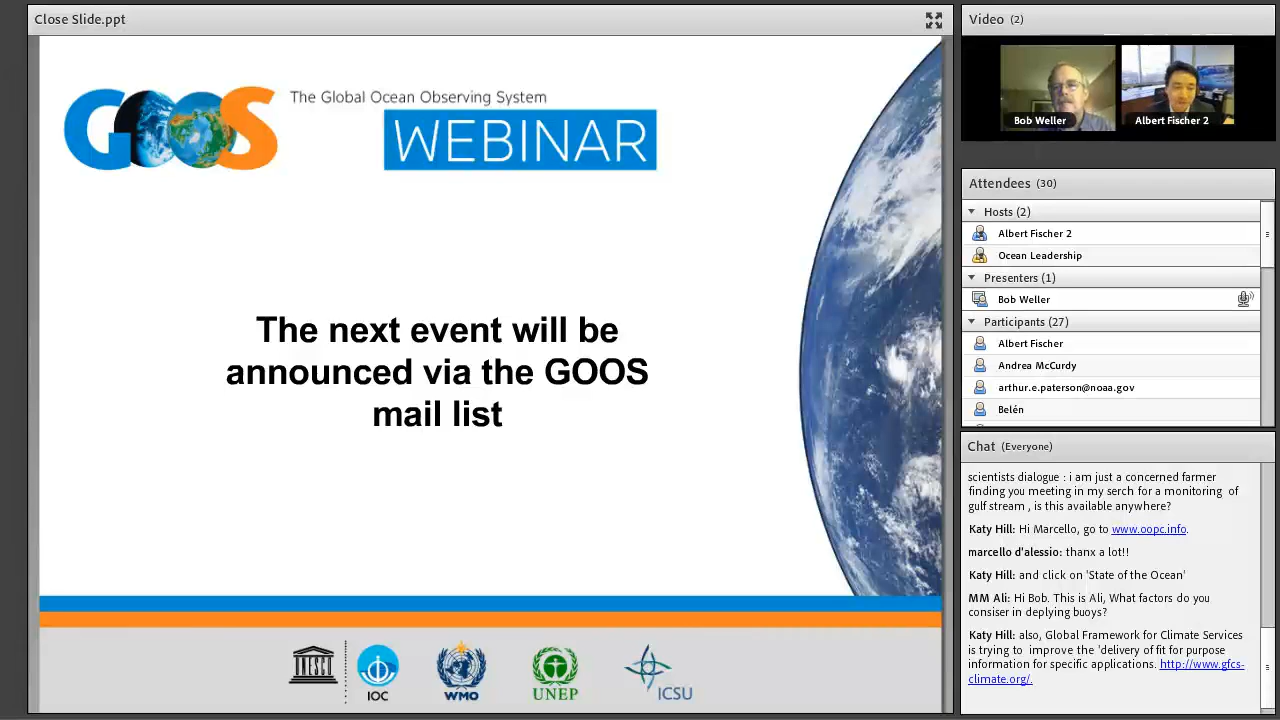 Close Slide.ppt
GOOS
The Global Ocean Observing System
WEBINAR
The next event will be
announced via the GOOS
mail list
UNESCO
IOC
WMO
UNEP
ICSU
Video (2)
Bob Weller
Albert Fischer 2
Attendees (30)
Hosts (2)
Albert Fischer 2
Ocean Leadership
Presenters (1)
Bob Weller
Participants (27)
Albert Fischer
Andrea McCurdy
arthur.e.paterson@noaa.gov
Belén
Chat (Everyone)
scientists dialogue : i am just a concerned farmer
finding you meeting in my serch for a monitoring of
gulf stream , is this available anywhere?
Katy Hill: Hi Marcello, go to www.oopc.info.
marcello d'alessio: thanx a lot!!
Katy Hill: and click on 'State of the Ocean'
MM Ali: Hi Bob. This is Ali, What factors do you
consiser in deplying buoys?
Katy Hill: also, Global Framework for Climate Services
is trying to improve the 'delivery of fit for purpose
information for specific applications. http://www.gfcs-
climate.org/.